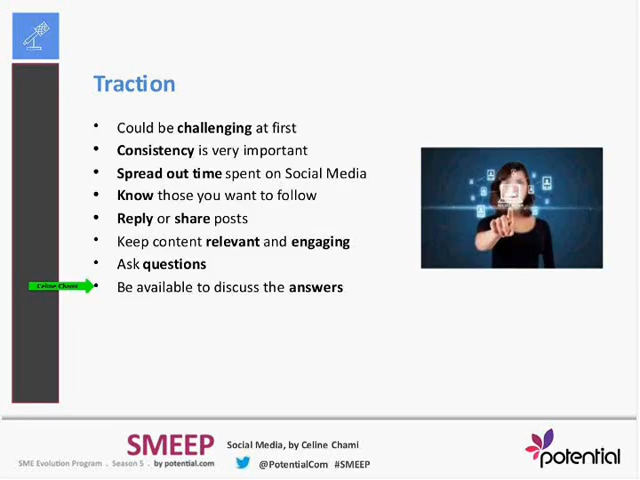 Traction
• Could be challenging at first
• Consistency is very important
• Spread out time spent on Social Media
• Know those you want to follow
• Reply or share posts
• Keep content relevant and engaging
• Ask questions
Celine Chami
• Be available to discuss the answers
SMEEP
Social Media, by Celine Chami
SME Evolution Program . Season 5 . by potential.com
@PotentialCom #SMEEP
potential